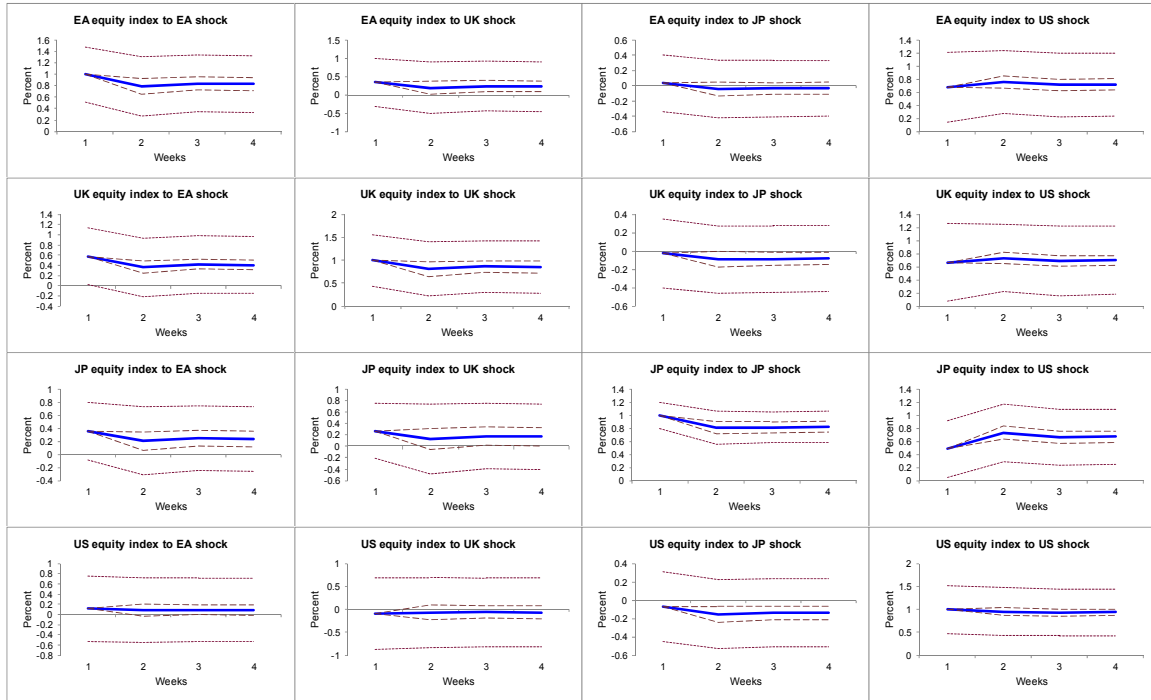 EA equity index to EA shock
Percent
1.6
1.4
1.2
1
0.8
0.6
0.4
0.2
0
1 2 3 4
Weeks
EA equity index to UK shock
Percent
1.5
1
0.5
0
-0.5
-1
1 2 3 4
Weeks
EA equity index to JP shock
Percent
0.6
0.4
0.2
0
-0.2
-0.4
-0.6
1 2 3 4
Weeks
EA equity index to US shock
Percent
1.4
1.2
1
0.8
0.6
0.4
0.2
0
1 2 3 4
Weeks
UK equity index to EA shock
Percent
1.4
1.2
1
0.8
0.6
0.4
0.2
0
-0.2
-0.4
1 2 3 4
Weeks
UK equity index to UK shock
Percent
2
1.5
1
0.5
0
1 2 3 4
Weeks
UK equity index to JP shock
Percent
0.4
0.2
0
-0.2
-0.4
-0.6
1 2 3 4
Weeks
UK equity index to US shock
Percent
1.4
1.2
1
0.8
0.6
0.4
0.2
0
1 2 3 4
Weeks
JP equity index to EA shock
Percent
1
0.8
0.6
0.4
0.2
0
-0.2
-0.4
1 2 3 4
Weeks
JP equity index to UK shock
Percent
1
0.8
0.6
0.4
0.2
0
-0.2
-0.4
-0.6
1 2 3 4
Weeks
JP equity index to JP shock
Percent
1.4
1.2
1
0.8
0.6
0.4
0.2
0
1 2 3 4
Weeks
JP equity index to US shock
Percent
1.4
1.2
1
0.8
0.6
0.4
0.2
0
1 2 3 4
Weeks
US equity index to EA shock
Percent
1
0.8
0.6
0.4
0.2
0
-0.2
-0.4
-0.6
-0.8
1 2 3 4
Weeks
US equity index to UK shock
Percent
1
0.5
0
-0.5
-1
1 2 3 4
Weeks
US equity index to JP shock
Percent
0.4
0.2
0
-0.2
-0.4
-0.6
1 2 3 4
Weeks
US equity index to US shock
Percent
2
1.5
1
0.5
0
1 2 3 4
Weeks